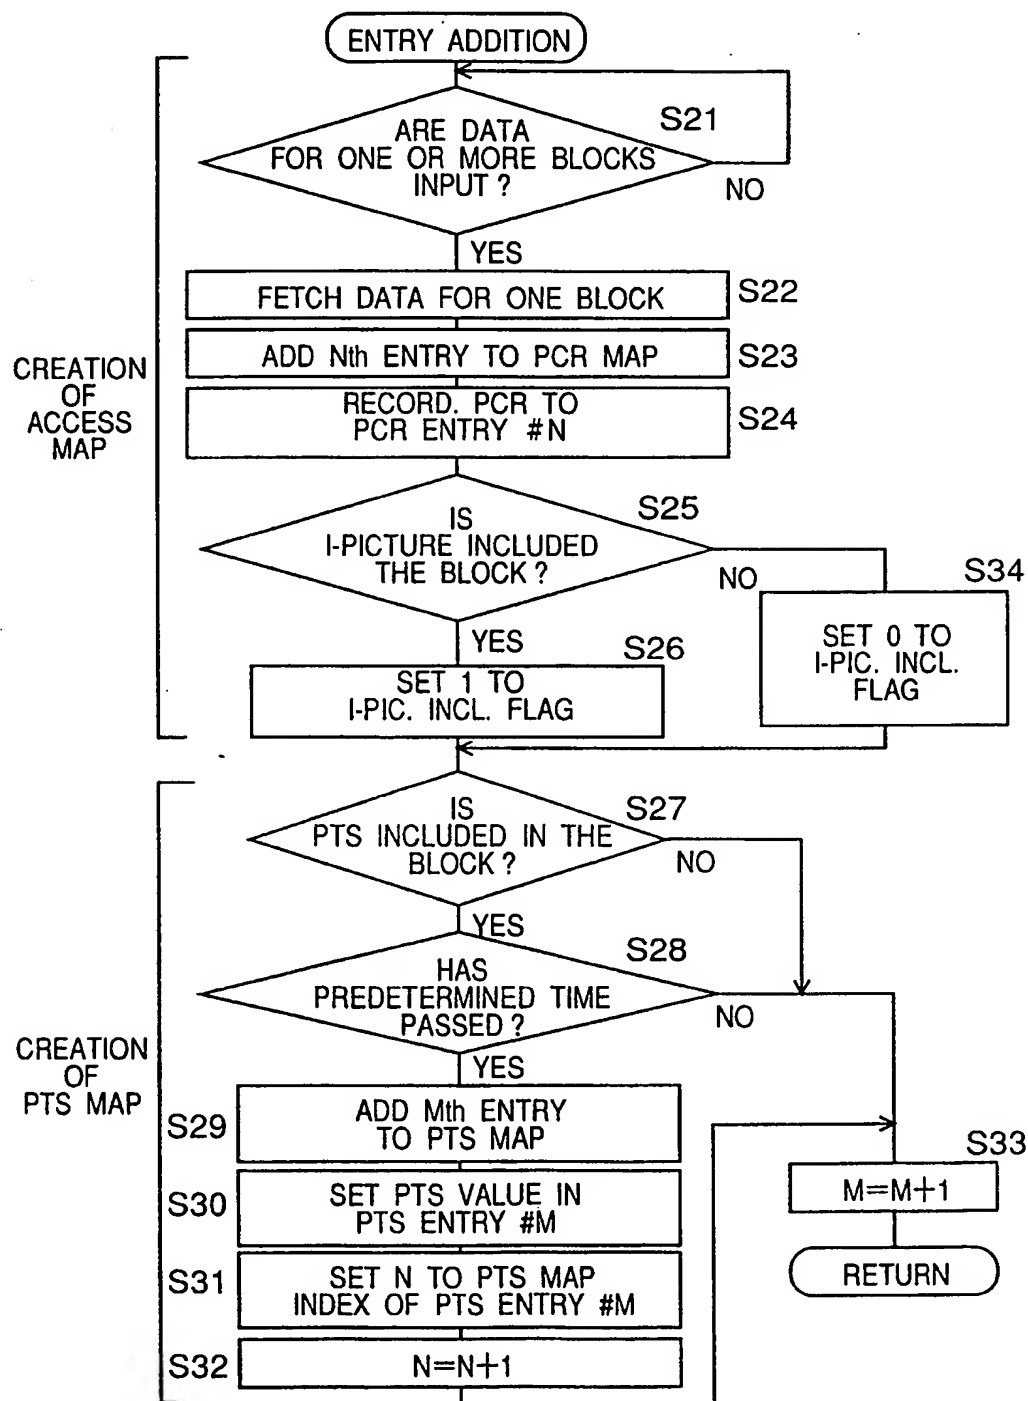 ENTRY ADDITION
S21
ARE DATA
FOR ONE OR MORE BLOCKS
INPUT ?
NO
YES
FETCH DATA FOR ONE BLOCK
S22
ADD Nth ENTRY TO PCR MAP
S23
RECORD. PCR TO
PCR ENTRY #N
S24
CREATION
OF
ACCESS
MAP
S25
IS
I-PICTURE INCLUDED
THE BLOCK ?
NO
YES
S34
SET 0 TO
I-PIC. INCL.
FLAG
S26
SET 1 TO
I-PIC. INCL. FLAG
S27
IS
PTS INCLUDED IN THE
BLOCK ?
NO
YES
S28
HAS
PREDETERMINED TIME
PASSED ?
NO
YES
CREATION
OF
PTS MAP
S29
ADD Mth ENTRY
TO PTS MAP
S30
SET PTS VALUE IN
PTS ENTRY #M
S31
SET N TO PTS MAP
INDEX OF PTS ENTRY #M
S32
N=N+1
S33
M=M+1
RETURN